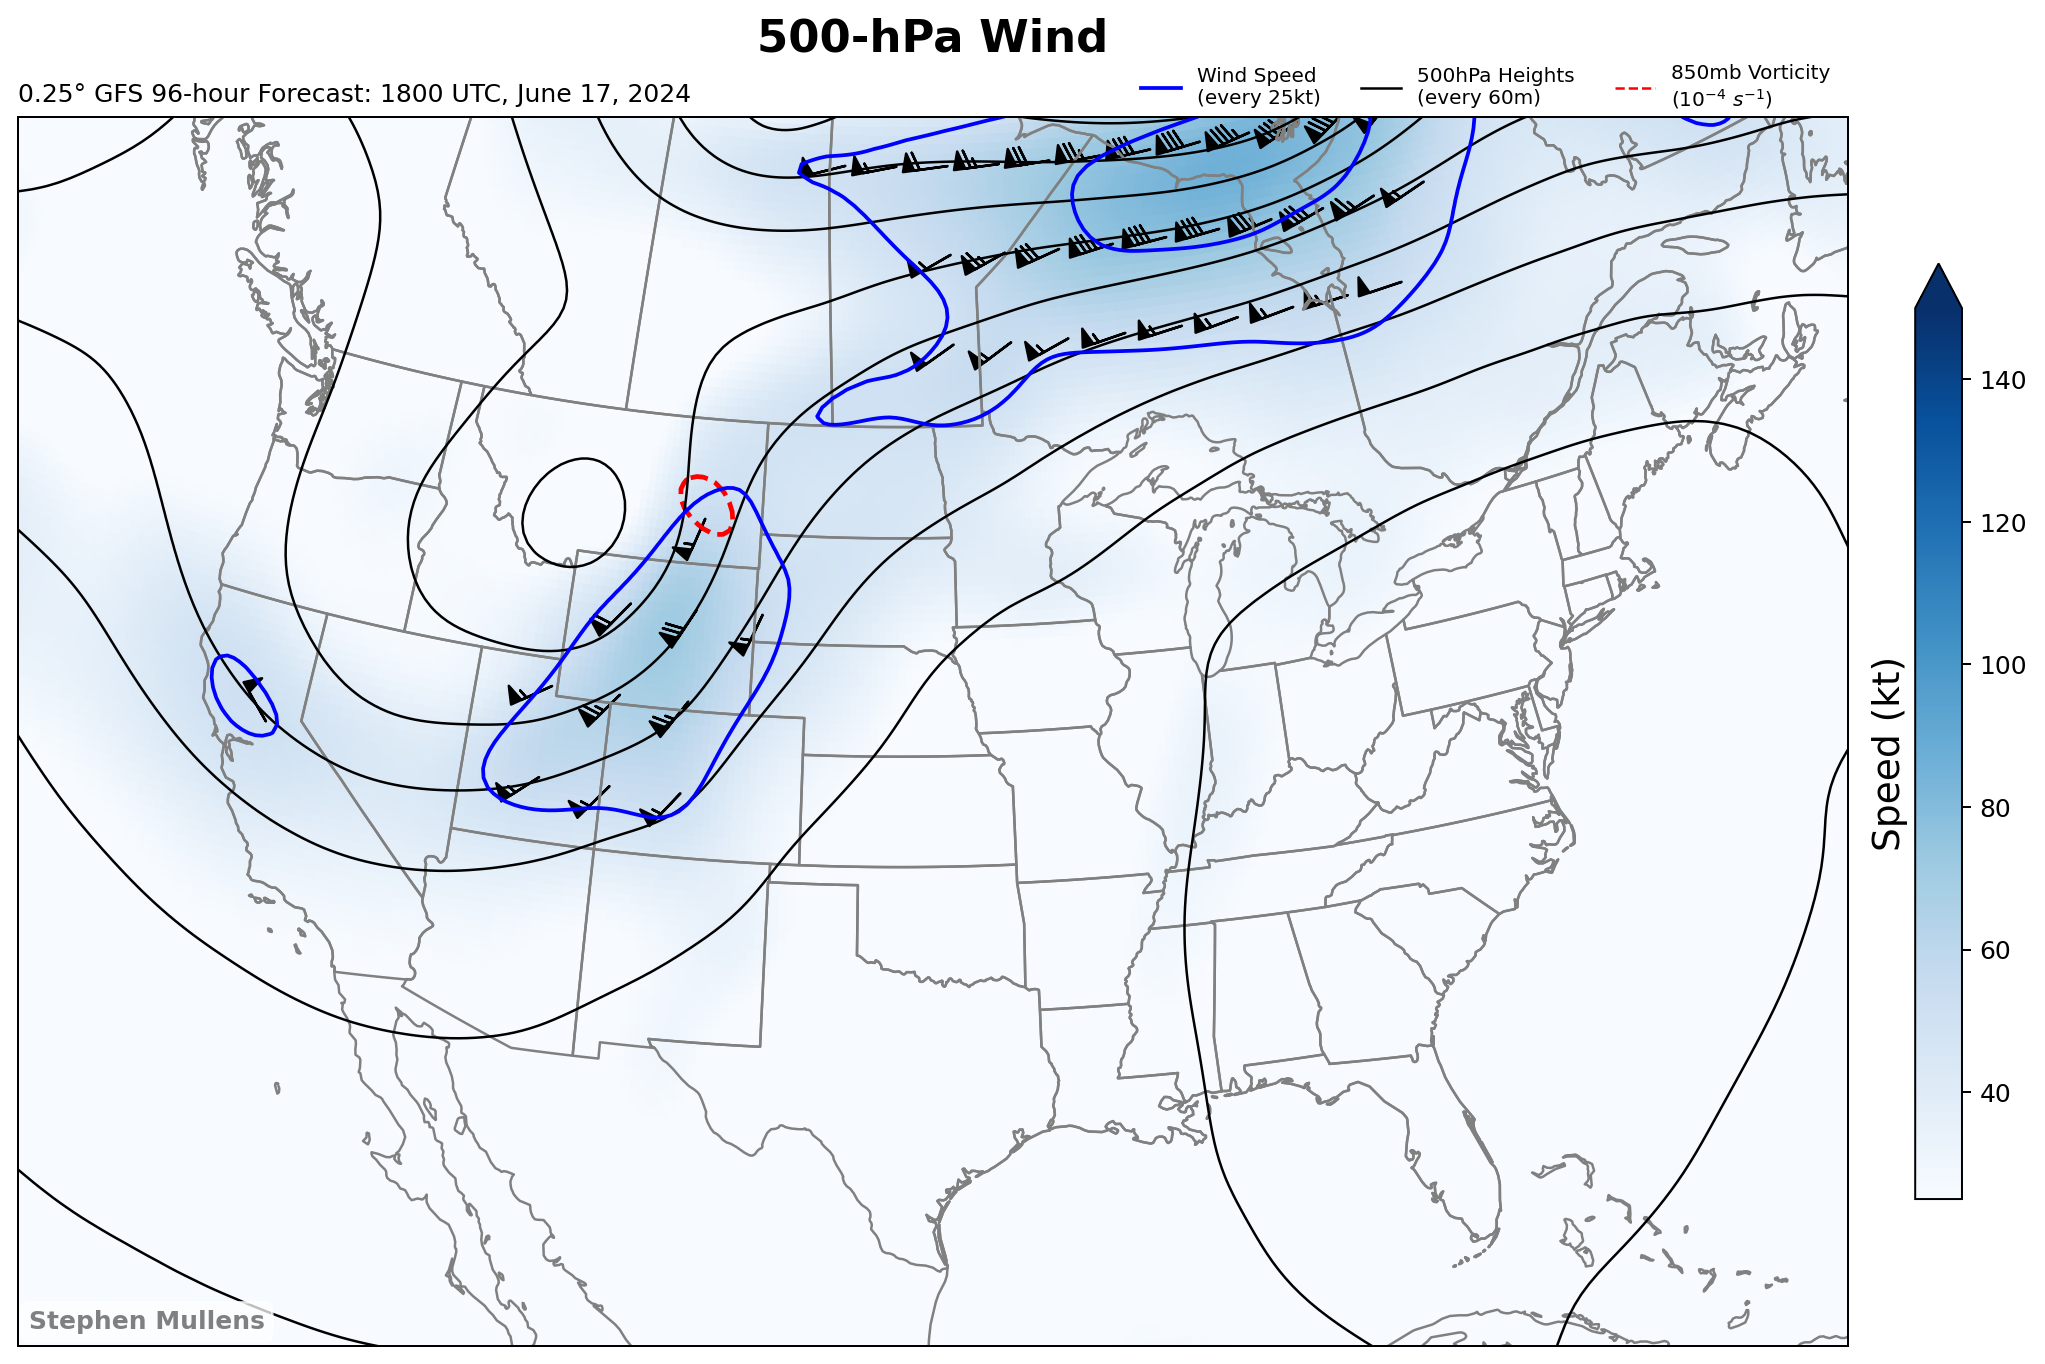 500-hPa Wind
0.25° GFS 96-hour Forecast: 1800 UTC, June 17, 2024
Wind Speed
(every 25kt)
500hPa Heights
(every 60m)
850mb Vorticity
(10⁻⁴ s⁻¹)
140
120
100
80
60
40
Speed (kt)
Stephen Mullens